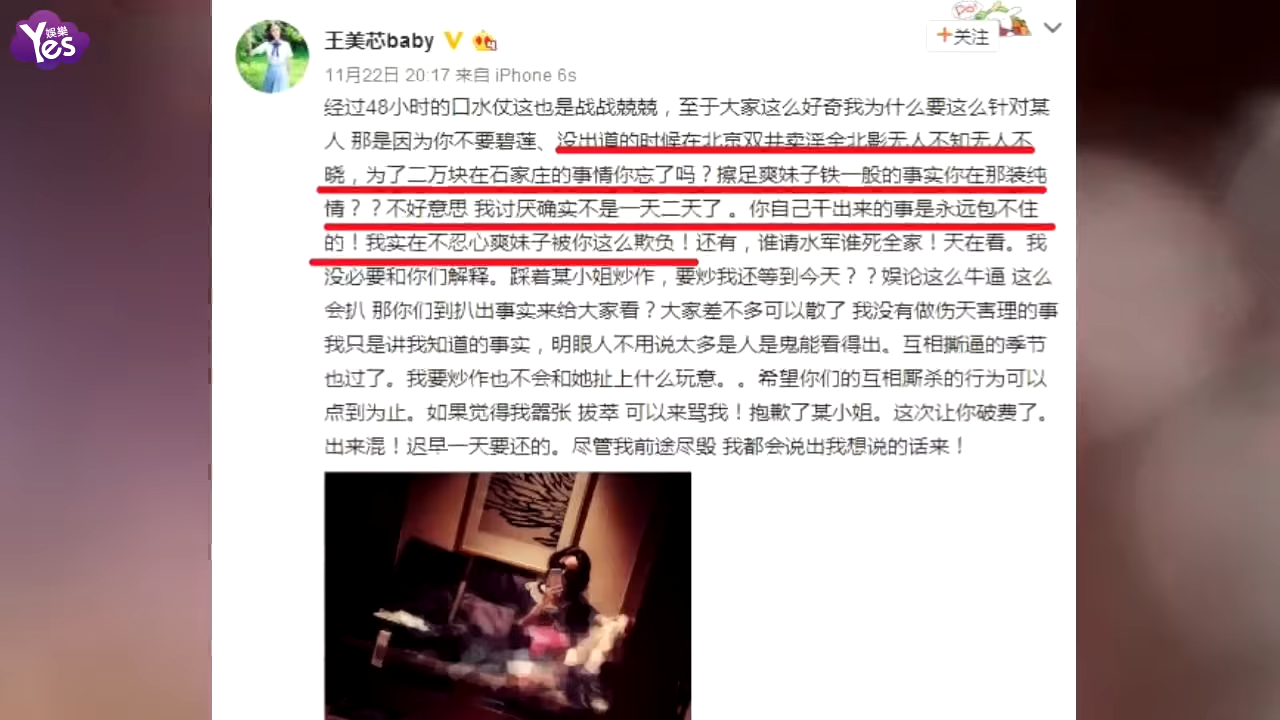 娱樂
Yes
王美芯baby
+关注
11月22日 20:17 来自 iPhone 6s
经过48小时的口水仗这也是战战兢兢，至于大家这么好奇我为什么要这么针对某
人 那是因为你不要碧莲、没出道的时候在北京双井卖淫全北影无人不知无人不
晓，为了二万块在石家庄的事情你忘了吗？擦足爽妹子铁一般的事实你在那装纯
情？？不好意思 我讨厌确实不是一天二天了 。你自己干出来的事是永远包不住
的！我实在不忍心爽妹子被你这么欺负！还有，谁请水军谁死全家！天在看。我
没必要和你们解释。踩着某小姐炒作，要炒我还等到今天？？娱论这么牛逼 这么
会扒 那你们到扒出事实来给大家看？大家差不多可以散了 我没有做伤天害理的事
我只是讲我知道的事实，明眼人不用说太多是人是鬼能看得出。互相撕逼的季节
也过了。我要炒作也不会和她扯上什么玩意。。希望你们的互相厮杀的行为可以
点到为止。如果觉得我嚣张 拔萃 可以来骂我！抱歉了某小姐。这次让你破费了。
出来混！迟早一天要还的。尽管我前途尽毁 我都会说出我想说的话来！